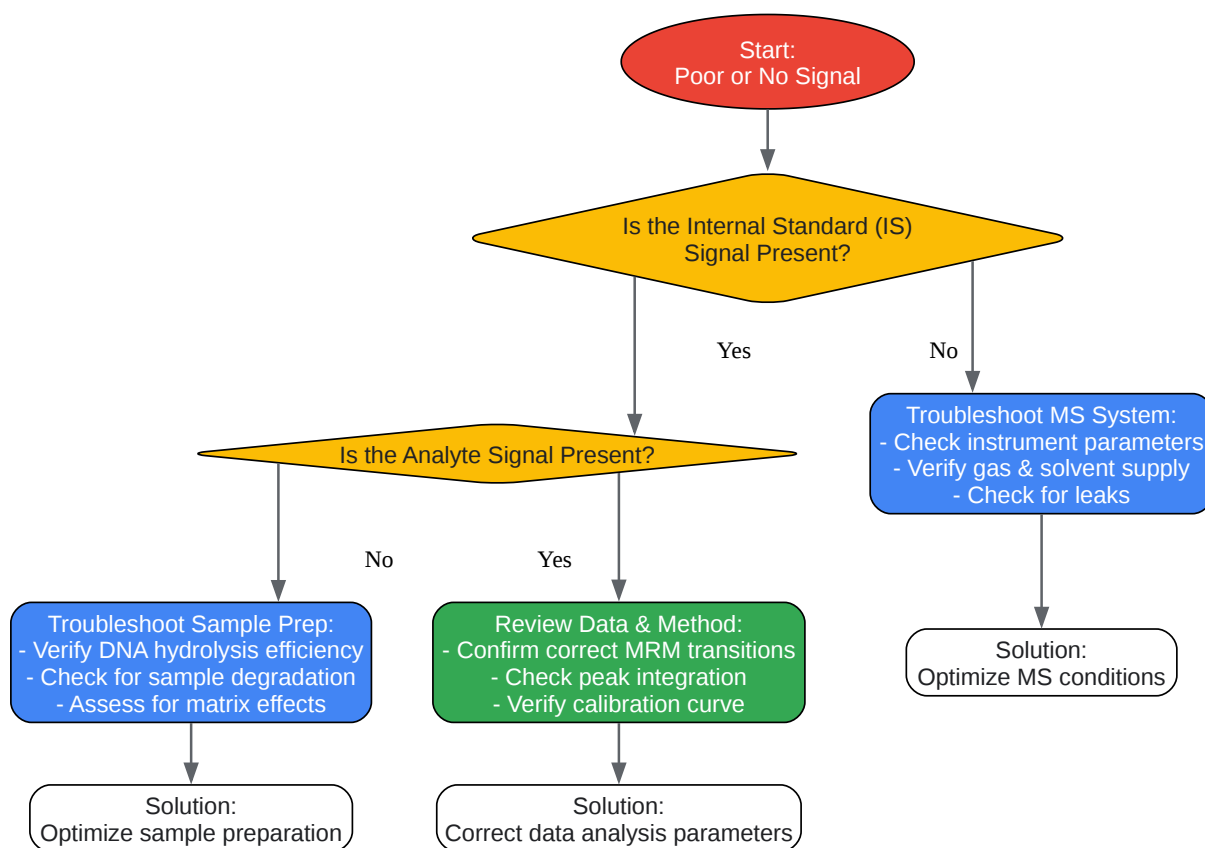 Start:
Poor or No Signal
Is the Internal Standard (IS)
Signal Present?
Yes
No
Troubleshoot MS System:
- Check instrument parameters
- Verify gas & solvent supply
- Check for leaks
Is the Analyte Signal Present?
No
Yes
Troubleshoot Sample Prep:
- Verify DNA hydrolysis efficiency
- Check for sample degradation
- Assess for matrix effects
Review Data & Method:
- Confirm correct MRM transitions
- Check peak integration
- Verify calibration curve
Solution:
Optimize MS conditions
Solution:
Optimize sample preparation
Solution:
Correct data analysis parameters